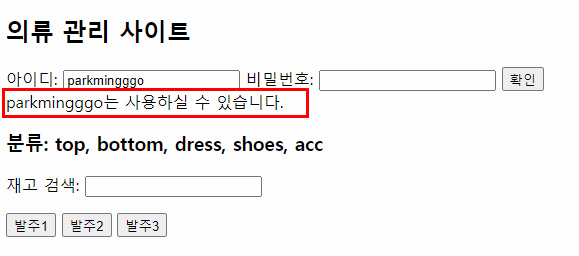 의류 관리 사이트
아이디: parkmingggo 비밀번호: 확인
parkmingggo는 사용하실 수 있습니다.
분류: top, bottom, dress, shoes, acc
재고 검색:
발주1 발주2 발주3